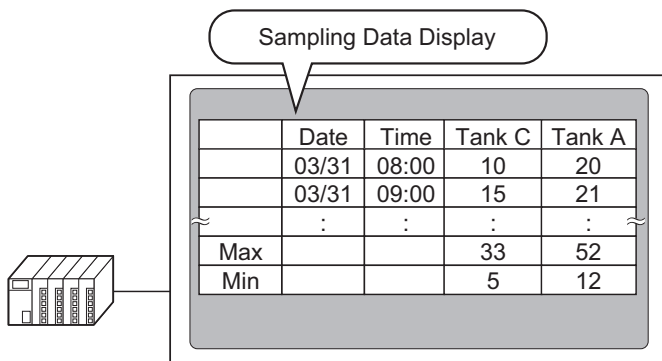 Sampling Data Display
Date Time Tank C Tank A
03/31 08:00 10 20
03/31 09:00 15 21
: : : :
Max 33 52
Min 5 12